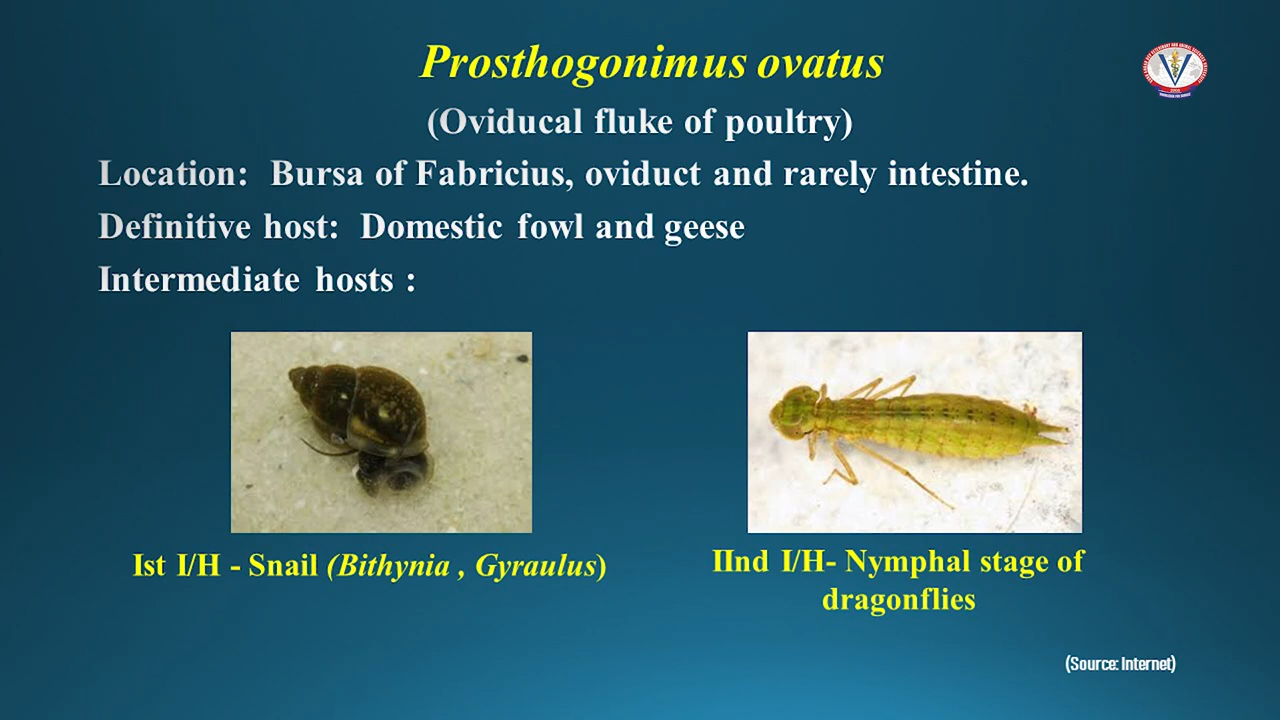 Prosthogonimus ovatus
(Oviducal fluke of poultry)
Location: Bursa of Fabricius, oviduct and rarely intestine.
Definitive host: Domestic fowl and geese
Intermediate hosts :
Ist I/H - Snail (Bithynia , Gyraulus)
IInd I/H- Nymphal stage of
dragonflies
(Source: Internet)